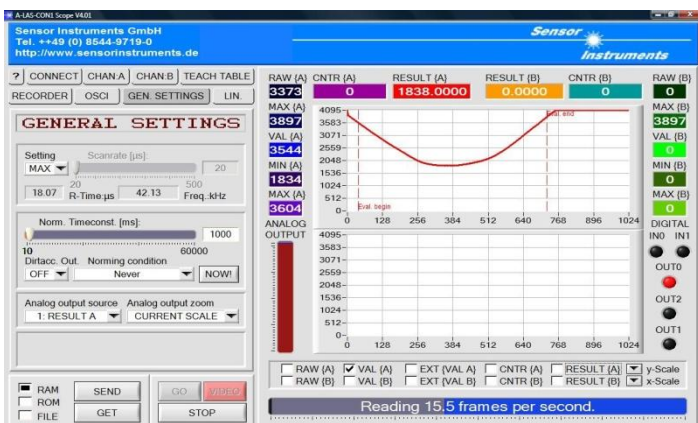 A-LAS-CON1 Scope V4.01
Sensor Instruments GmbH
Tel. ++49 (0) 8544-9719-0
http://www.sensorinstruments.de
Sensor
Instruments
? CONNECT CHAN:A CHAN:B TEACH TABLE
RECORDER OSCI GEN. SETTINGS LIN.
GENERAL SETTINGS
Setting Scanrate [µs]:
MAX 20
20 500
18.07 R-Time:µs 42.13 Freq.:kHz
Norm. Timeconst. [ms]:
1000
10 60000
Dirtacc. Out. Norming condition
OFF Never NOW!
Analog output source Analog output zoom
1: RESULT A CURRENT SCALE
RAM
ROM
FILE
SEND
GET
GO
VIDEO
STOP
RAW {A} CNTR {A} RESULT {A} RESULT {B} CNTR {B} RAW {B}
3373 0 1838.0000 0.0000 0 0
MAX {A}
3897
VAL {A}
3544
MIN {A}
1834
MAX {A}
3604
ANALOG
OUTPUT
4095
3583
3071
2559
2048
1536
1024
512
0
Eval. begin
Eval. end
0 128 256 384 512 640 768 896 1024
4095
3583
3071
2559
2048
1536
1024
512
0
0 128 256 384 512 640 768 896 1024
MAX {B}
3897
VAL {B}
0
MIN {B}
0
MAX {B}
0
DIGITAL
IN0 IN1
OUT0
OUT2
OUT1
RAW {A} VAL {A} EXT {VAL A} CNTR {A} RESULT {A} y-Scale
RAW {B} VAL {B} EXT {VAL B} CNTR {B} RESULT {B} x-Scale
Reading 15.5 frames per second.